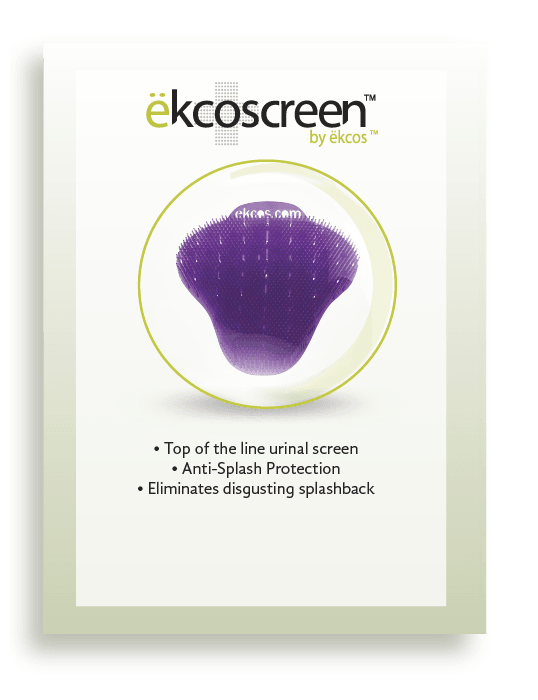 ëkcoscreen™
by ëkcos™
ekcos.com
• Top of the line urinal screen
• Anti-Splash Protection
• Eliminates disgusting splashback